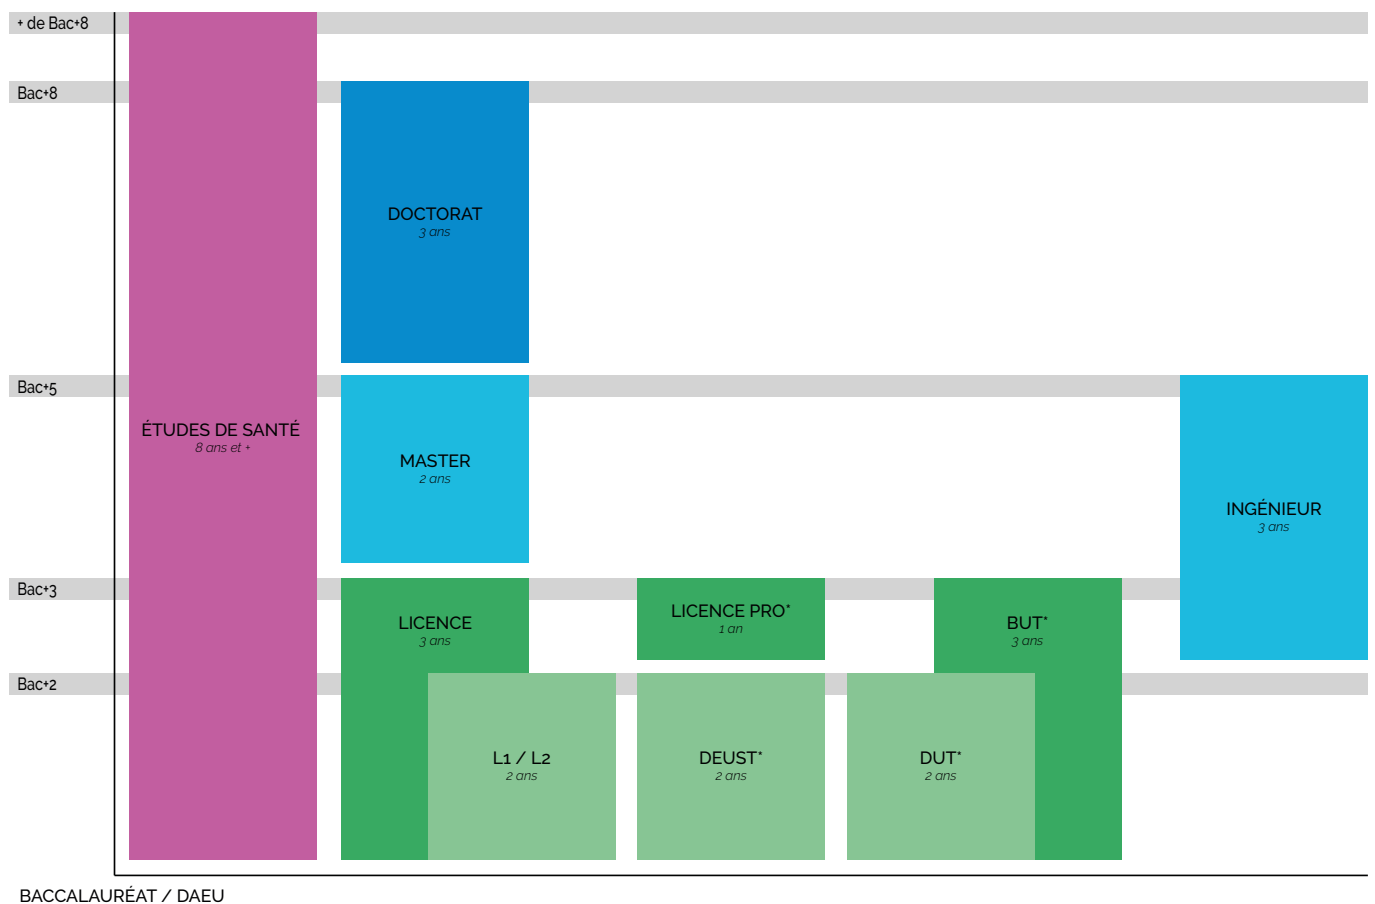 + de Bac+8
Bac+8
DOCTORAT
3 ans
Bac+5
ÉTUDES DE SANTÉ
8 ans et +
MASTER
2 ans
INGÉNIEUR
3 ans
Bac+3
LICENCE
3 ans
LICENCE PRO*
1 an
BUT*
3 ans
Bac+2
L1 / L2
2 ans
DEUST*
2 ans
DUT*
2 ans
BACCALAURÉAT / DAEU